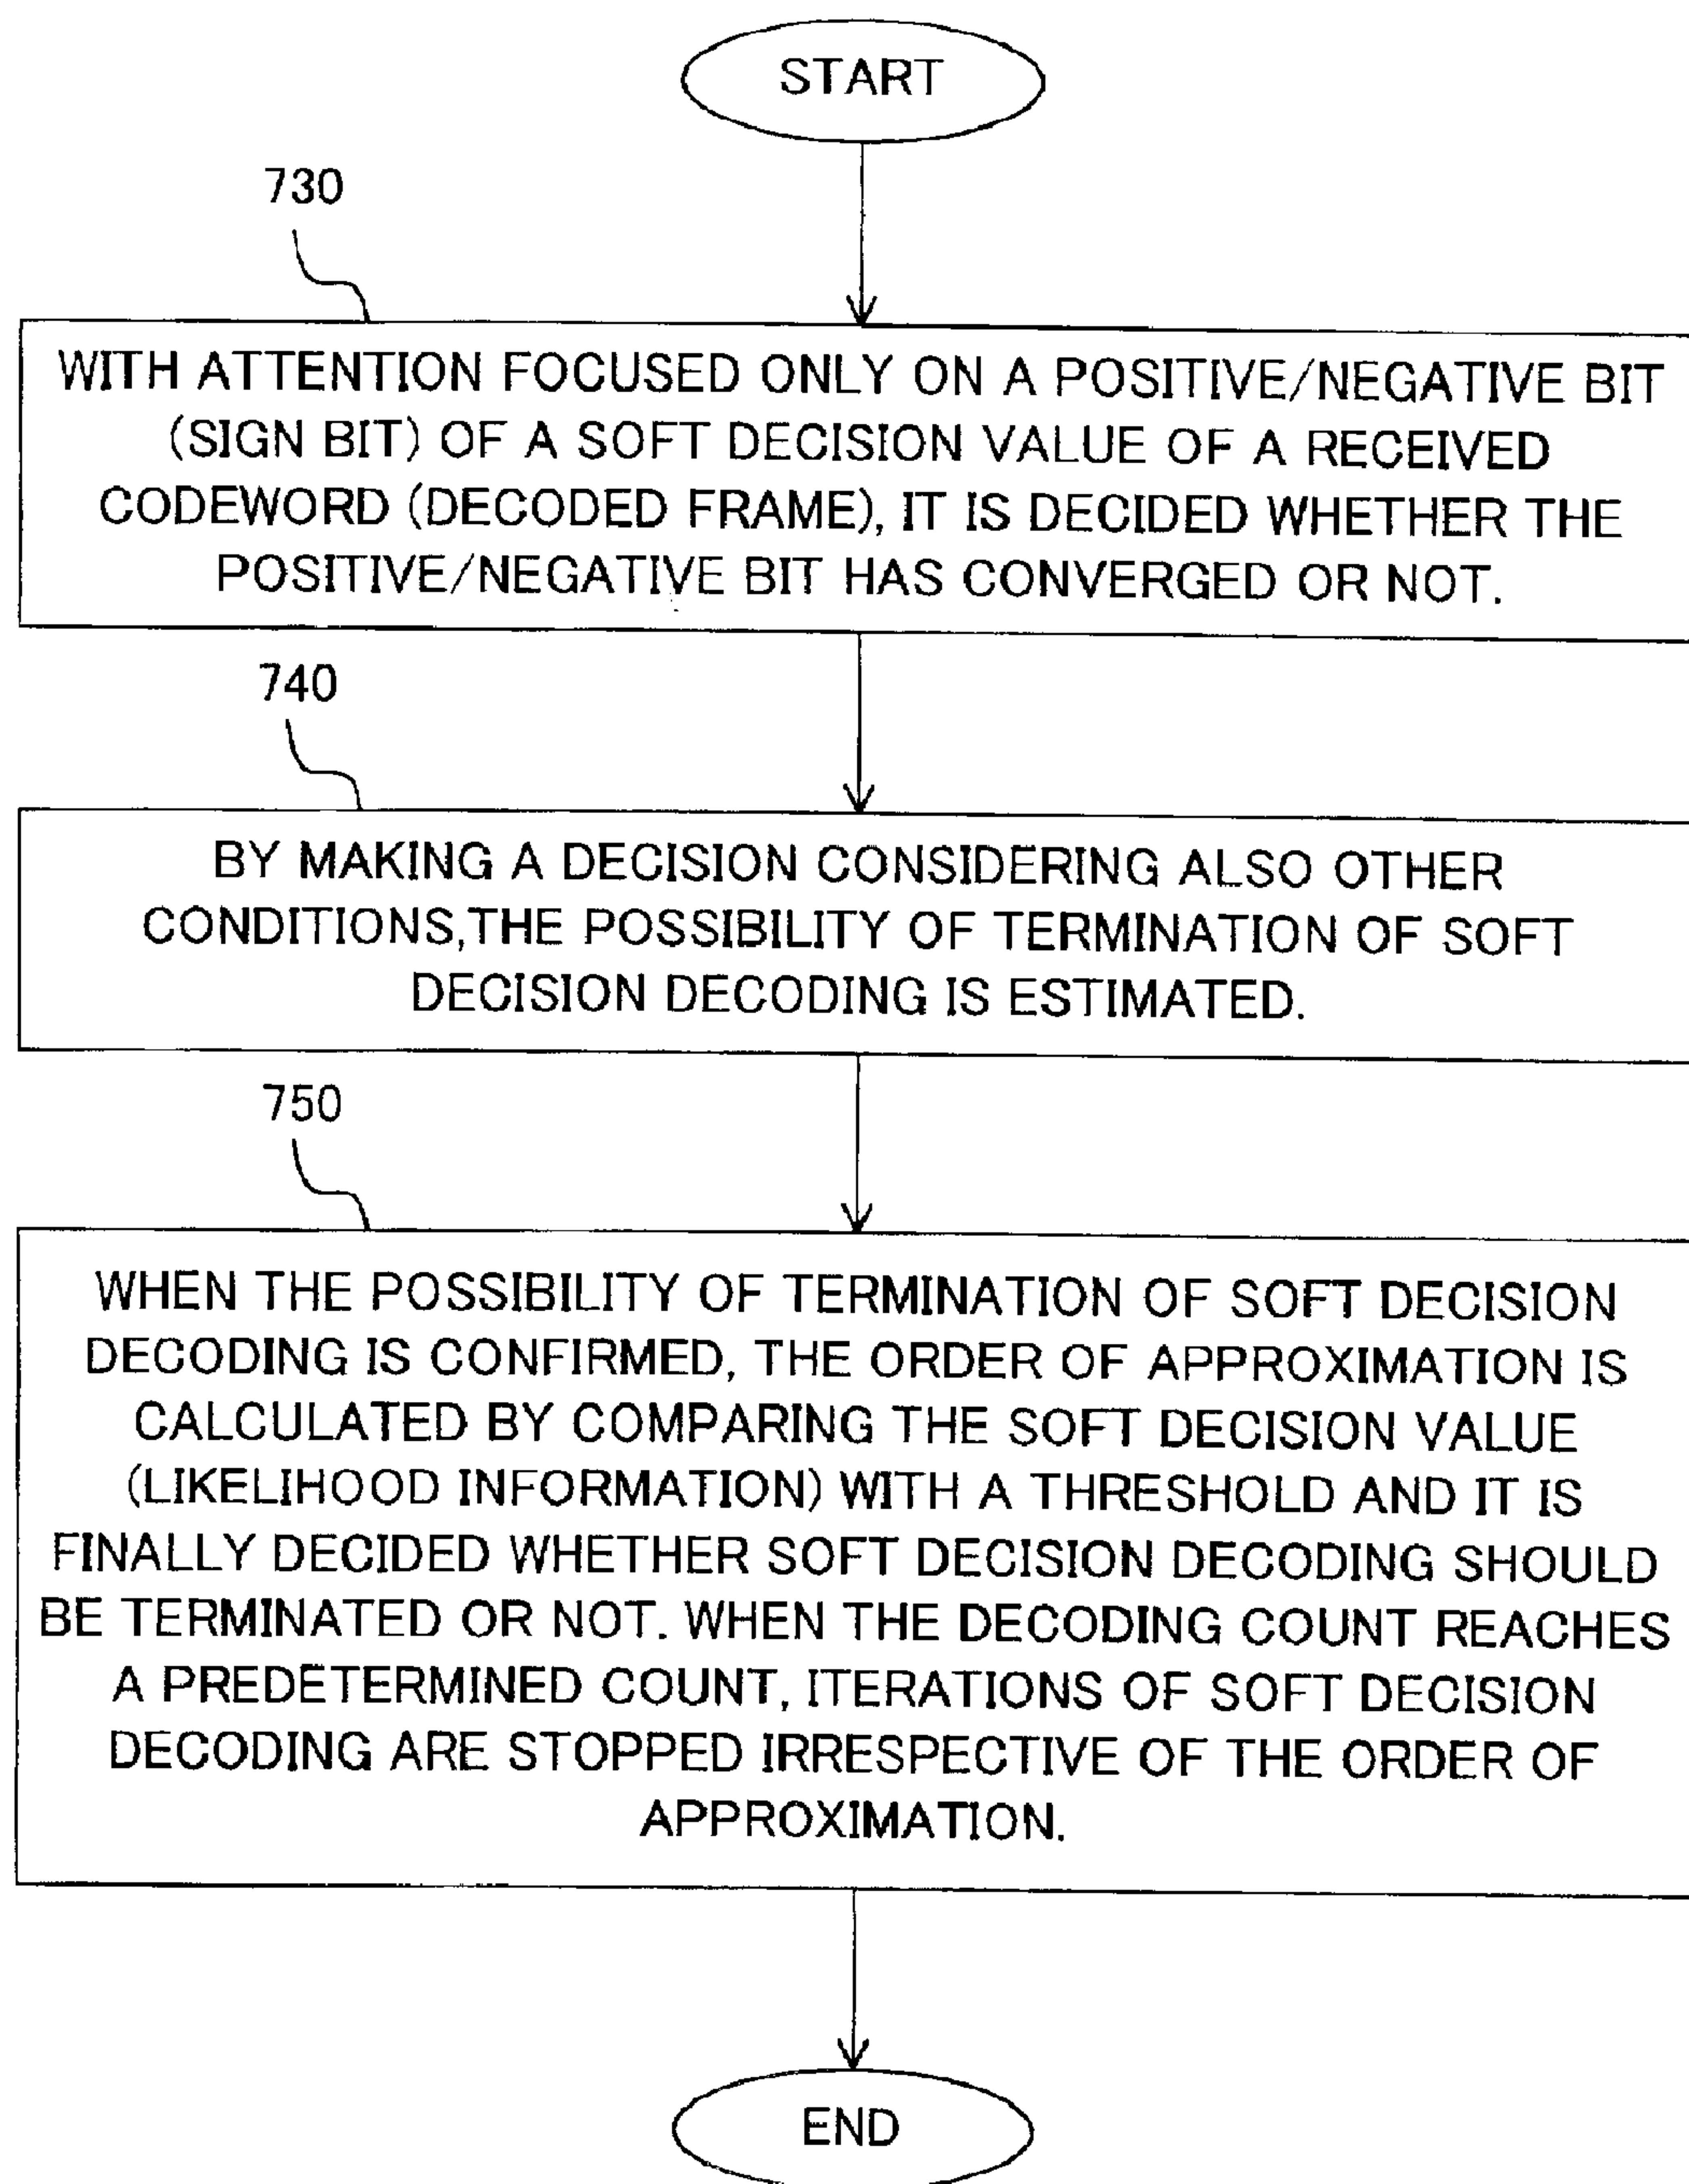 START
730
WITH ATTENTION FOCUSED ONLY ON A POSITIVE/NEGATIVE BIT
(SIGN BIT) OF A SOFT DECISION VALUE OF A RECEIVED
CODEWORD (DECODED FRAME), IT IS DECIDED WHETHER THE
POSITIVE/NEGATIVE BIT HAS CONVERGED OR NOT.
740
BY MAKING A DECISION CONSIDERING ALSO OTHER
CONDITIONS,THE POSSIBILITY OF TERMINATION OF SOFT
DECISION DECODING IS ESTIMATED.
750
WHEN THE POSSIBILITY OF TERMINATION OF SOFT DECISION
DECODING IS CONFIRMED, THE ORDER OF APPROXIMATION IS
CALCULATED BY COMPARING THE SOFT DECISION VALUE
(LIKELIHOOD INFORMATION) WITH A THRESHOLD AND IT IS
FINALLY DECIDED WHETHER SOFT DECISION DECODING SHOULD
BE TERMINATED OR NOT. WHEN THE DECODING COUNT REACHES
A PREDETERMINED COUNT, ITERATIONS OF SOFT DECISION
DECODING ARE STOPPED IRRESPECTIVE OF THE ORDER OF
APPROXIMATION.
END